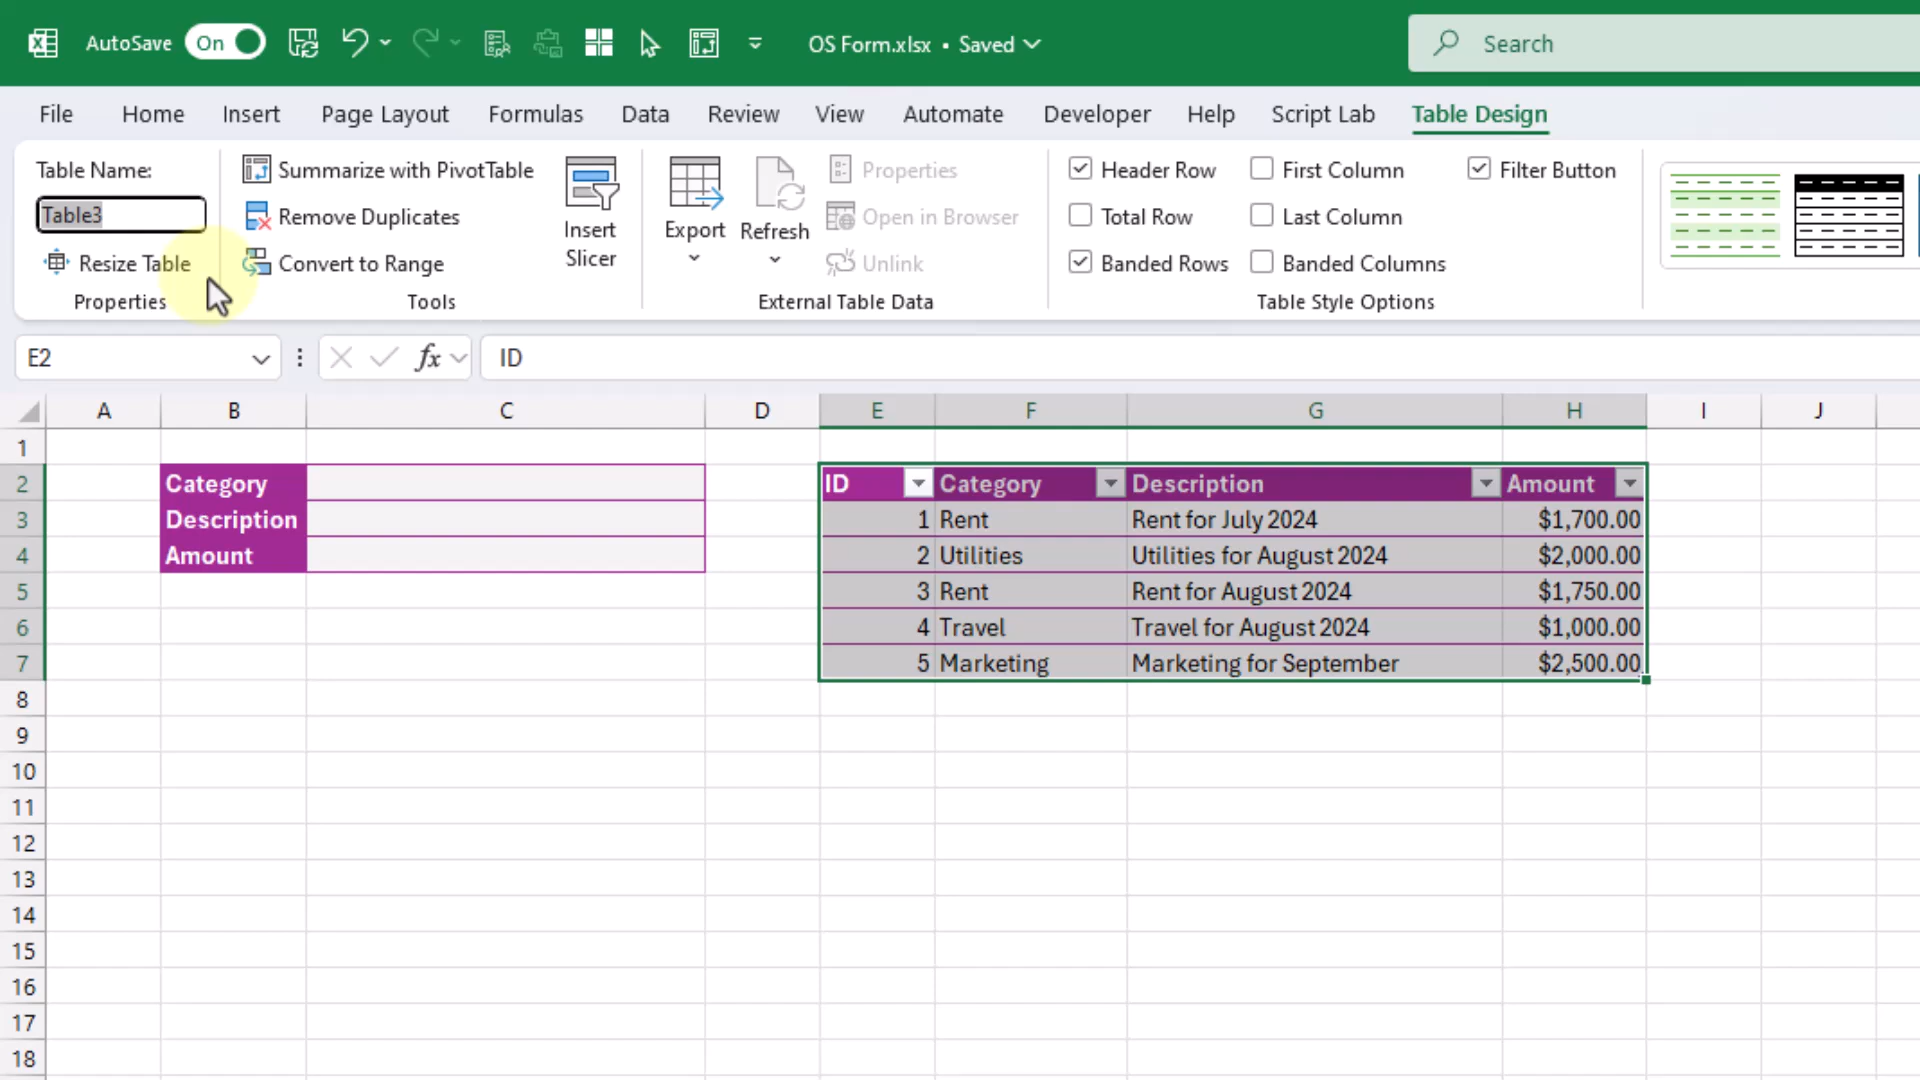 AutoSave On OS Form.xlsx • Saved Search
File Home Insert Page Layout Formulas Data Review View Automate Developer Help Script Lab Table Design
Table Name:
Table3
Resize Table
Properties
Summarize with PivotTable
Remove Duplicates
Convert to Range
Tools
Insert
Slicer
Export
Refresh
Properties
Open in Browser
Unlink
External Table Data
Header Row
Total Row
Banded Rows
First Column
Last Column
Banded Columns
Filter Button
Table Style Options
E2 fx ID
A B C D E F G H I J
1
2 Category ID Category Description Amount
3 Description 1 Rent Rent for July 2024 $1,700.00
4 Amount 2 Utilities Utilities for August 2024 $2,000.00
5 3 Rent Rent for August 2024 $1,750.00
6 4 Travel Travel for August 2024 $1,000.00
7 5 Marketing Marketing for September $2,500.00
8
9
10
11
12
13
14
15
16
17
18